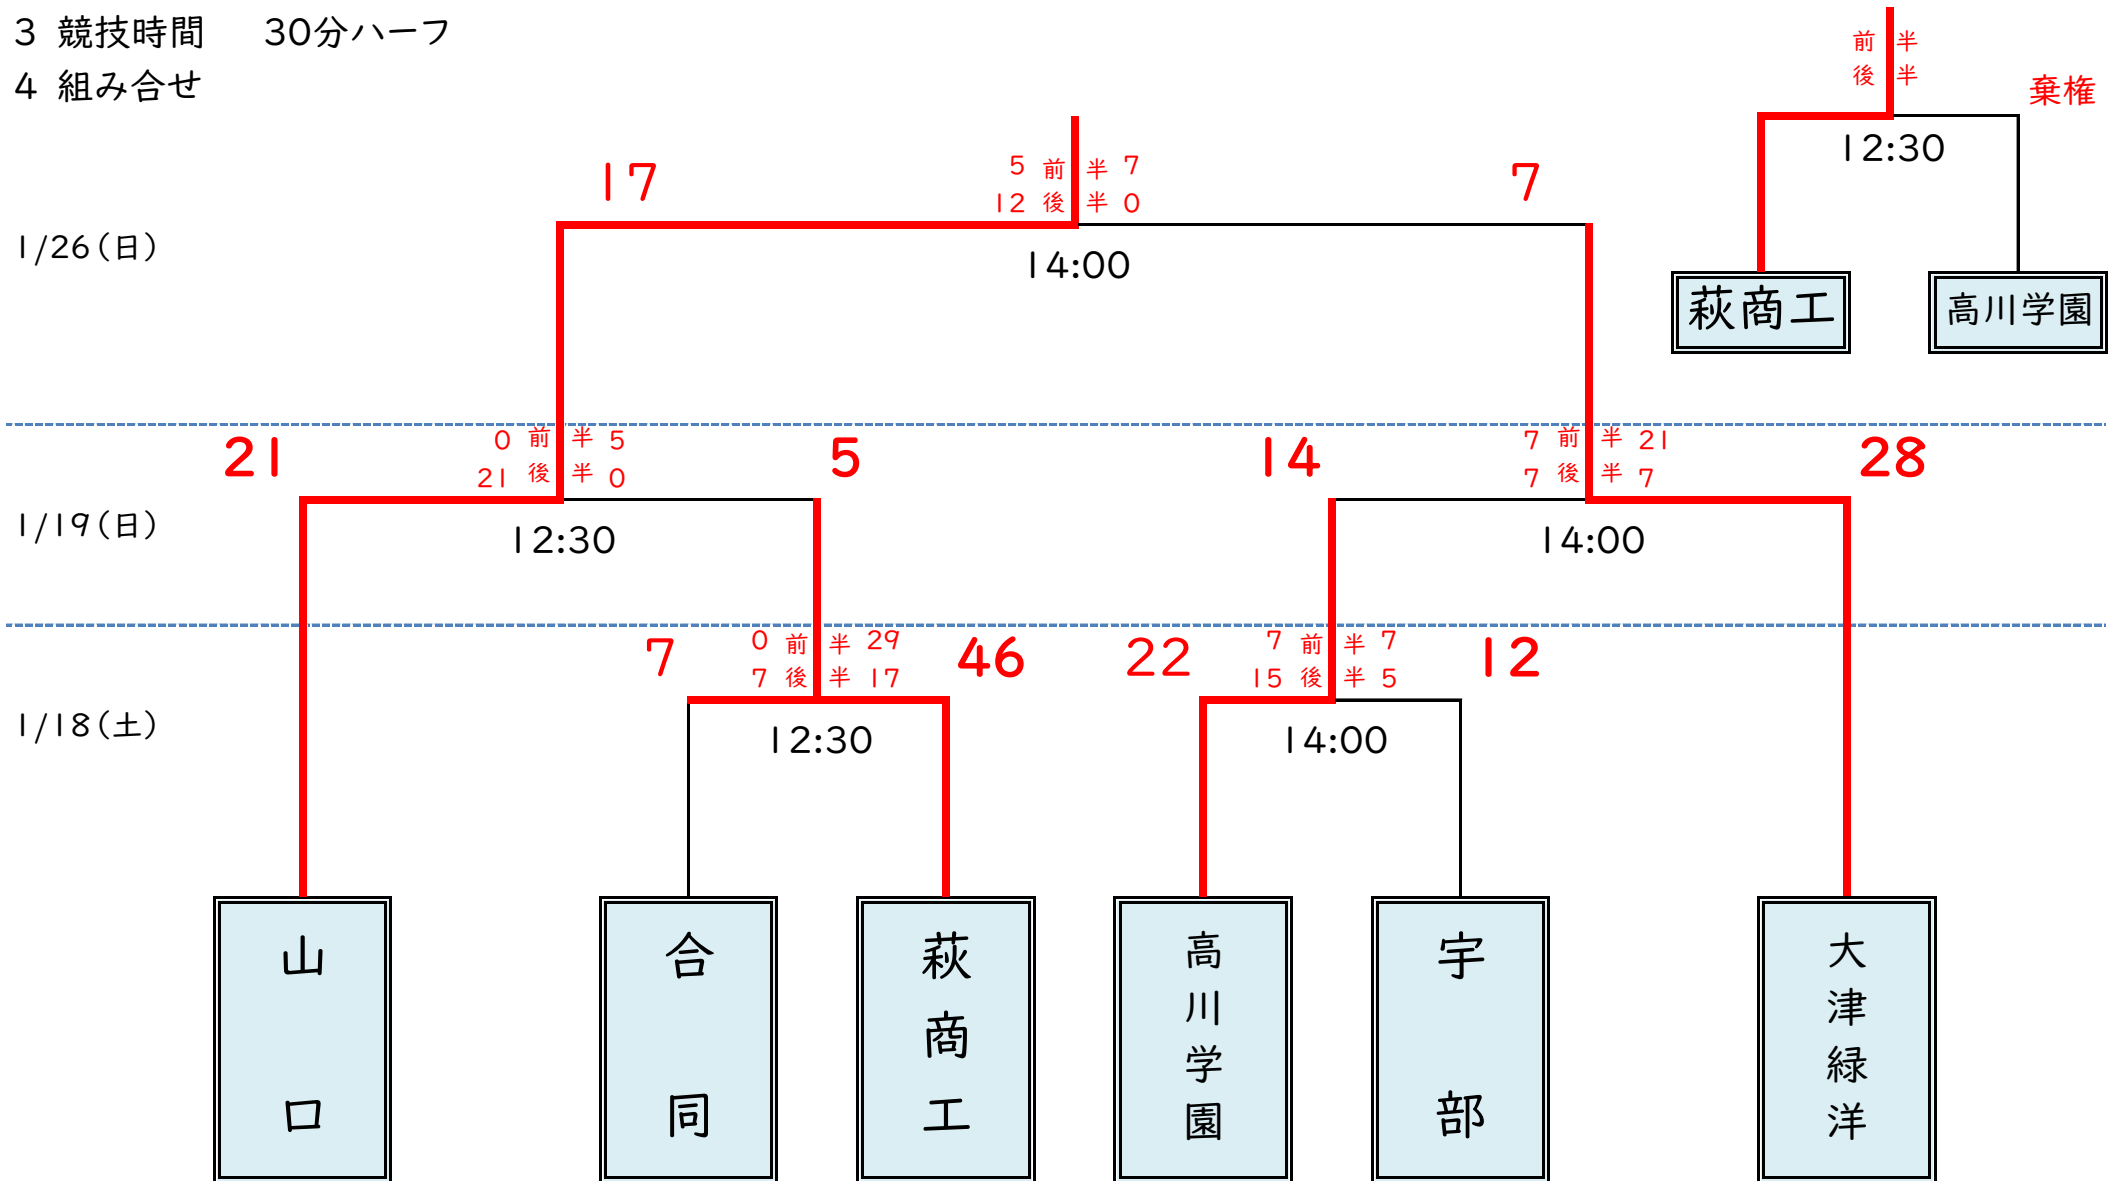 3 競技時間 30分ハーフ
4 組み合せ
前 半
後 半
棄権
12:30
萩商工
高川学園
1/26(日)
17
5 前 半 7
12 後 半 0
7
14:00
1/19(日)
21
0 前 半 5
21 後 半 0
5
12:30
14
7 前 半 21
7 後 半 7
28
14:00
1/18(土)
7
0 前 半 29
7 後 半 17
46
12:30
22
7 前 半 7
15 後 半 5
12
14:00
山口
合同
萩商工
高川学園
宇部
大津緑洋